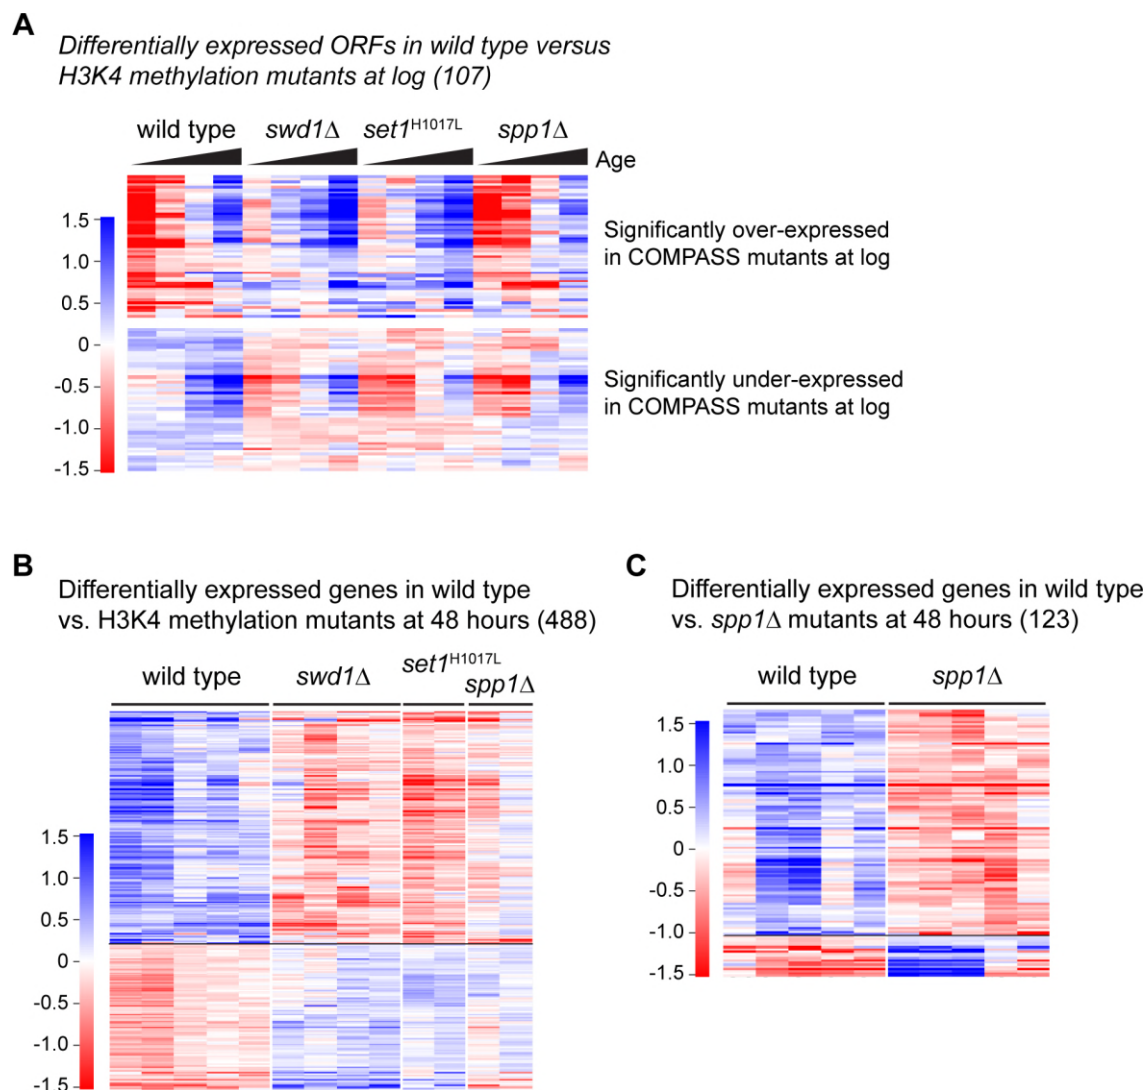 A
Differentially expressed ORFs in wild type versus
H3K4 methylation mutants at log (107)
wild type swd1Δ set1H1017L spp1Δ
Age
1.5
1.0
0.5
0
-0.5
-1.0
-1.5
Significantly over-expressed
in COMPASS mutants at log
Significantly under-expressed
in COMPASS mutants at log
B
Differentially expressed genes in wild type
vs. H3K4 methylation mutants at 48 hours (488)
wild type swd1Δ set1H1017L spp1Δ
1.5
1.0
0.5
0
-0.5
-1.0
-1.5
C
Differentially expressed genes in wild type
vs. spp1Δ mutants at 48 hours (123)
wild type spp1Δ
1.5
1.0
0.5
0
-0.5
-1.0
-1.5